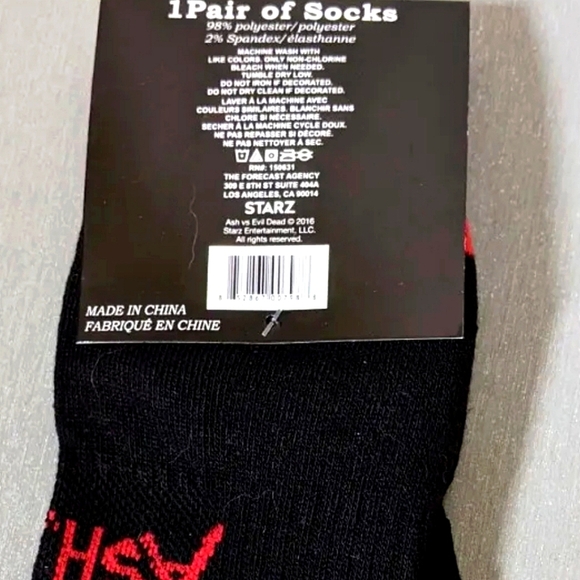 1Pair of Socks
98% polyester/polyester
2% Spandex/élasthanne
MACHINE WASH WITH
LIKE COLORS. ONLY NON-CHLORINE
BLEACH WHEN NEEDED.
TUMBLE DRY LOW.
DO NOT IRON IF DECORATED.
DO NOT DRY CLEAN IF DECORATED.
LAVER À LA MACHINE AVEC
COULEURS SIMILAIRES. BLANCHIR SANS
CHLORE SI NÉCESSAIRE.
SECHER À LA MACHINE CYCLE DOUX.
NE PAS REPASSER SI DÉCORÉ.
NE PAS NETTOYER À SEC.
RN#: 150631
THE FORECAST AGENCY
309 E 8TH ST SUITE 404A
LOS ANGELES, CA 90014
STARZ
Ash vs Evil Dead © 2016
Starz Entertainment, LLC.
All rights reserved.
MADE IN CHINA
FABRIQUÉ EN CHINE
ASH